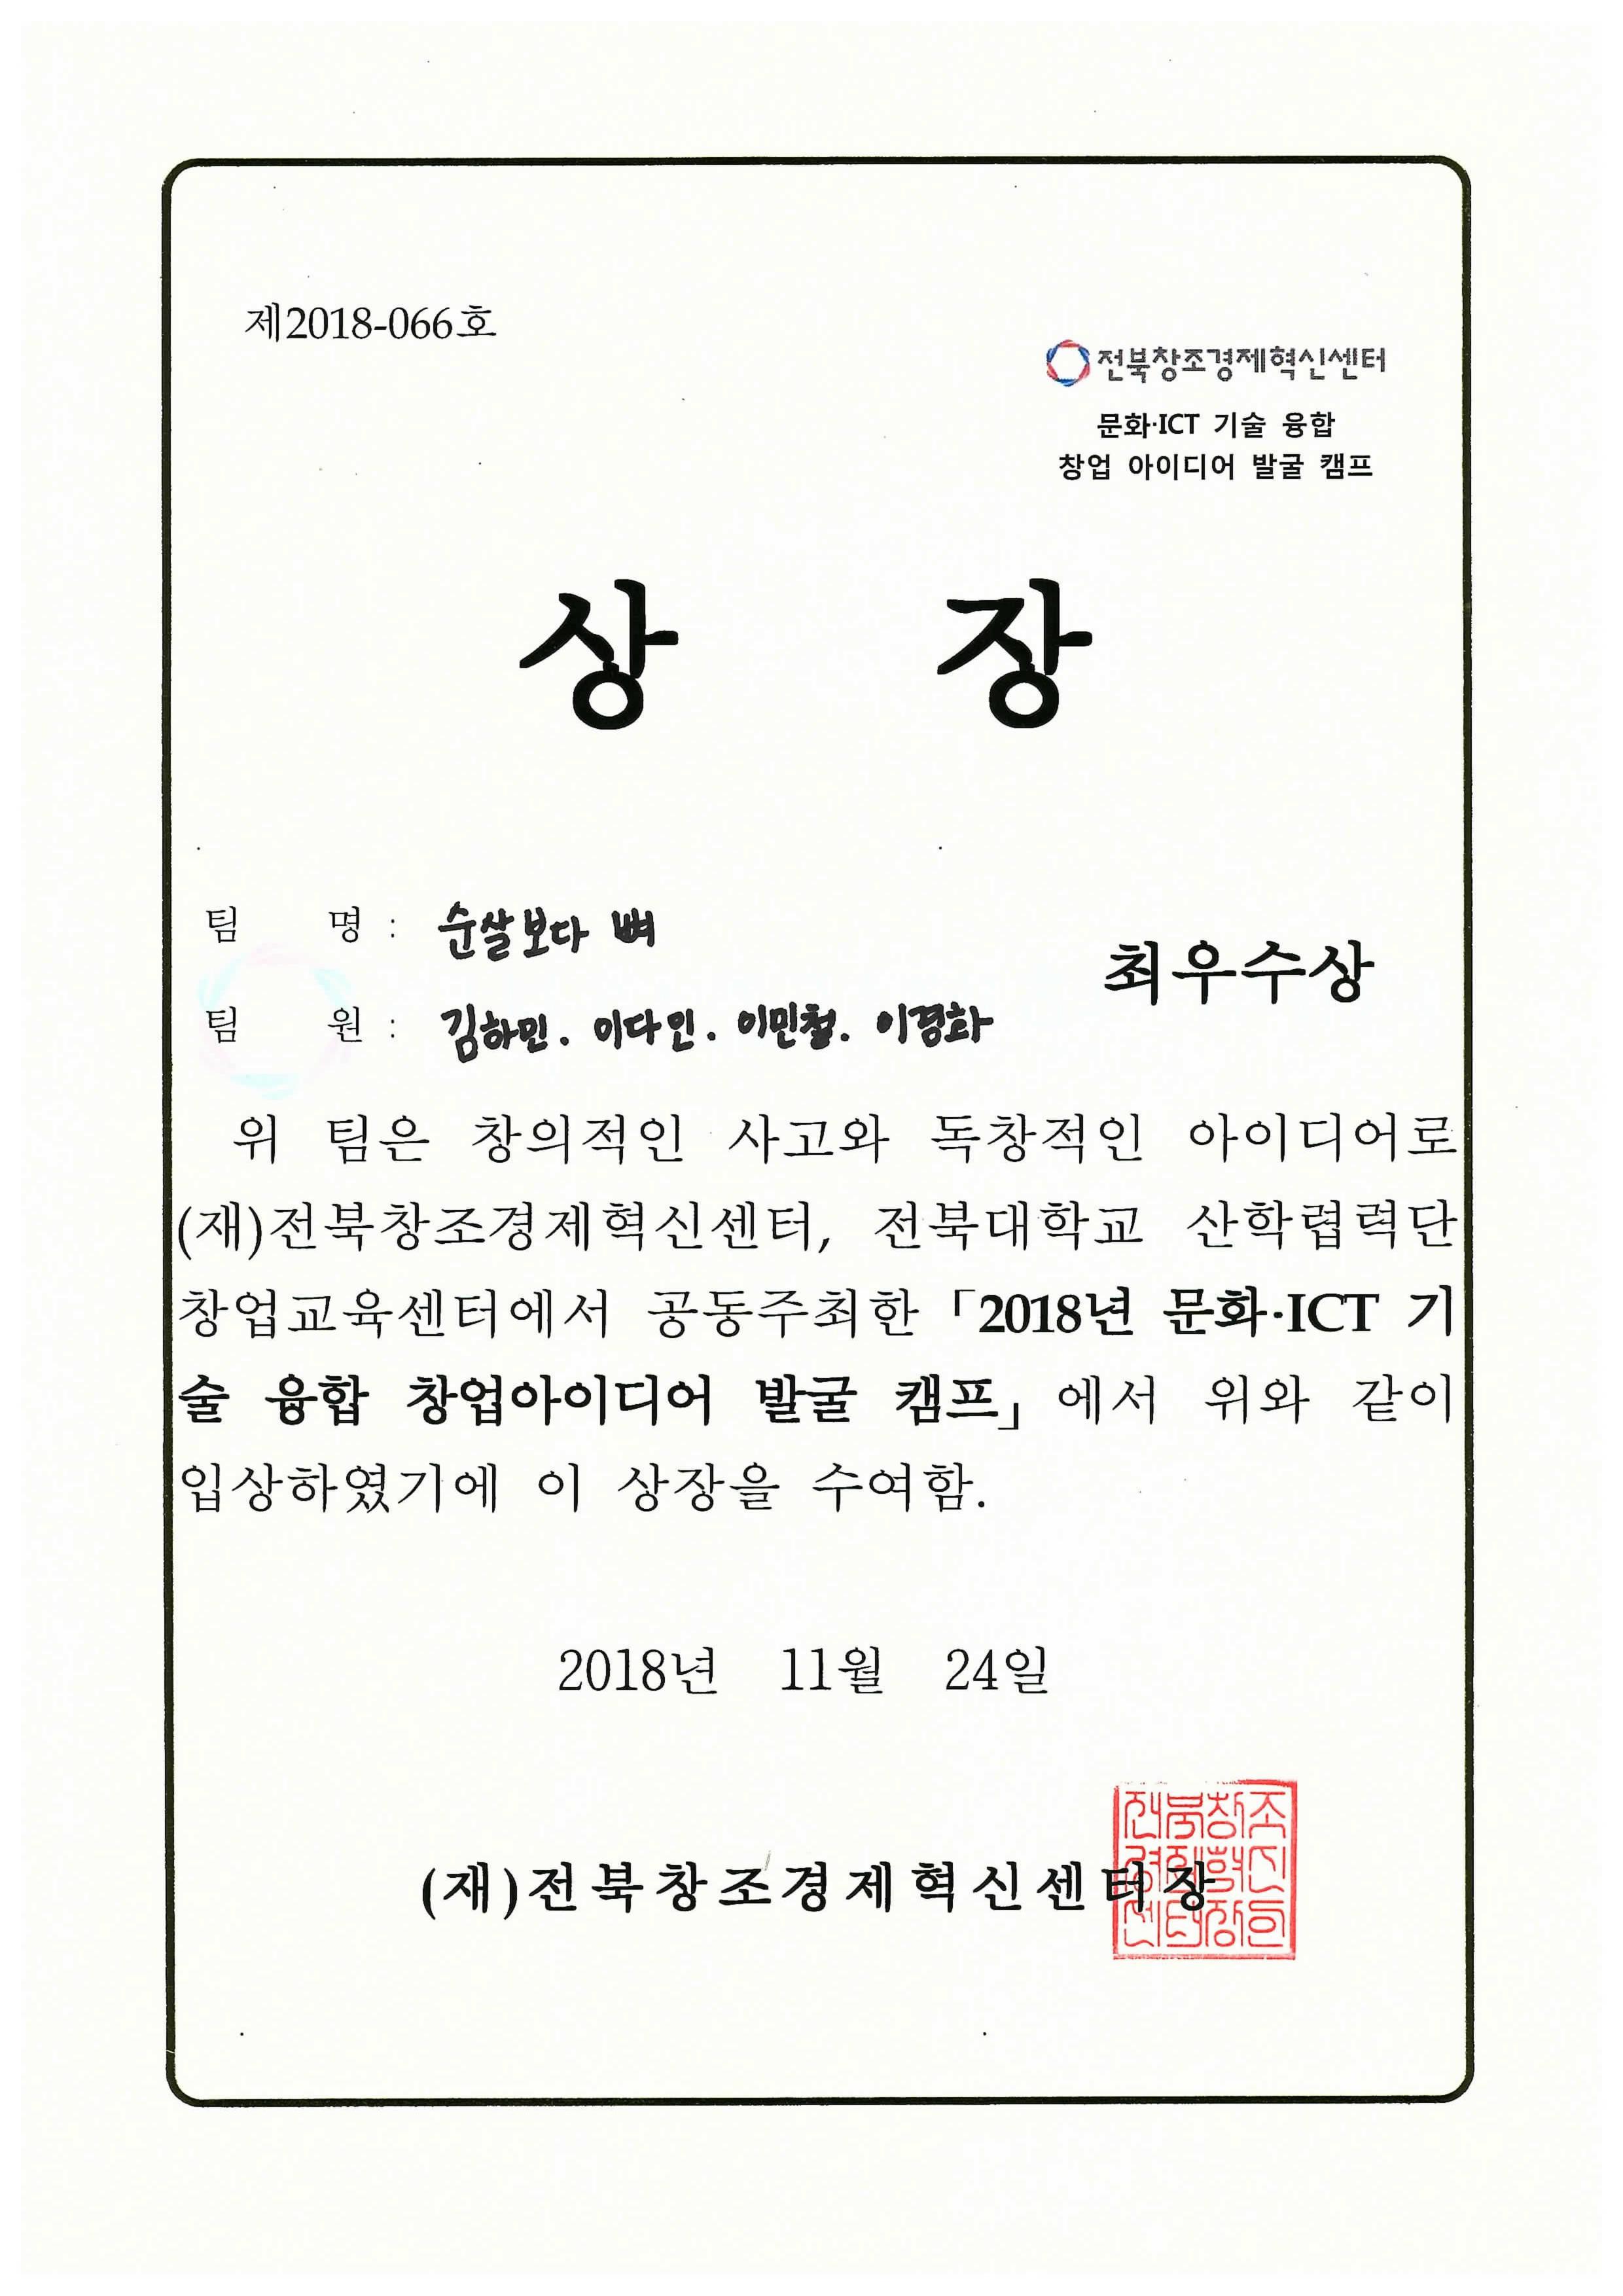 제2018-066호
전북창조경제혁신센터
문화·ICT 기술 융합
창업 아이디어 발굴 캠프
상 장
팀 명 : 순살보다 뼈
최우수상
팀 원 : 김하민. 이다인. 이민철. 이경화
위 팀은 창의적인 사고와 독창적인 아이디어로
(재)전북창조경제혁신센터, 전북대학교 산학렵력단
창업교육센터에서 공동주최한 「2018년 문화·ICT 기
술 융합 창업아이디어 발굴 캠프」에서 위와 같이
입상하였기에 이 상장을 수여함.
2018년 11월 24일
(재)전북창조경제혁신센터장
전북창조
경제혁신
센터장인